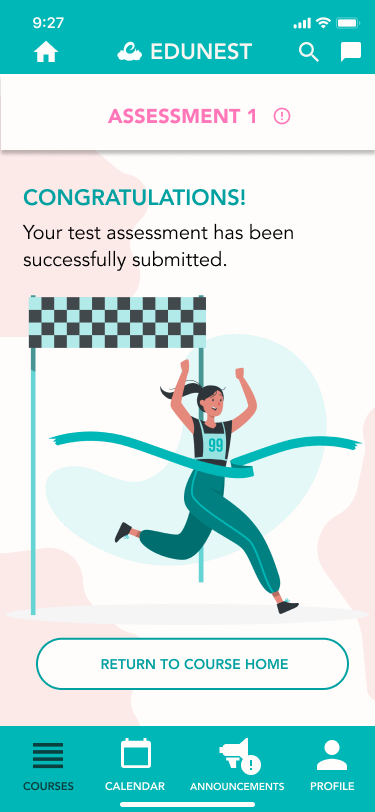 9:27
EDUNEST
ASSESSMENT 1
CONGRATULATIONS!
Your test assessment has been
successfully submitted.
99
RETURN TO COURSE HOME
COURSES
CALENDAR
ANNOUNCEMENTS
PROFILE